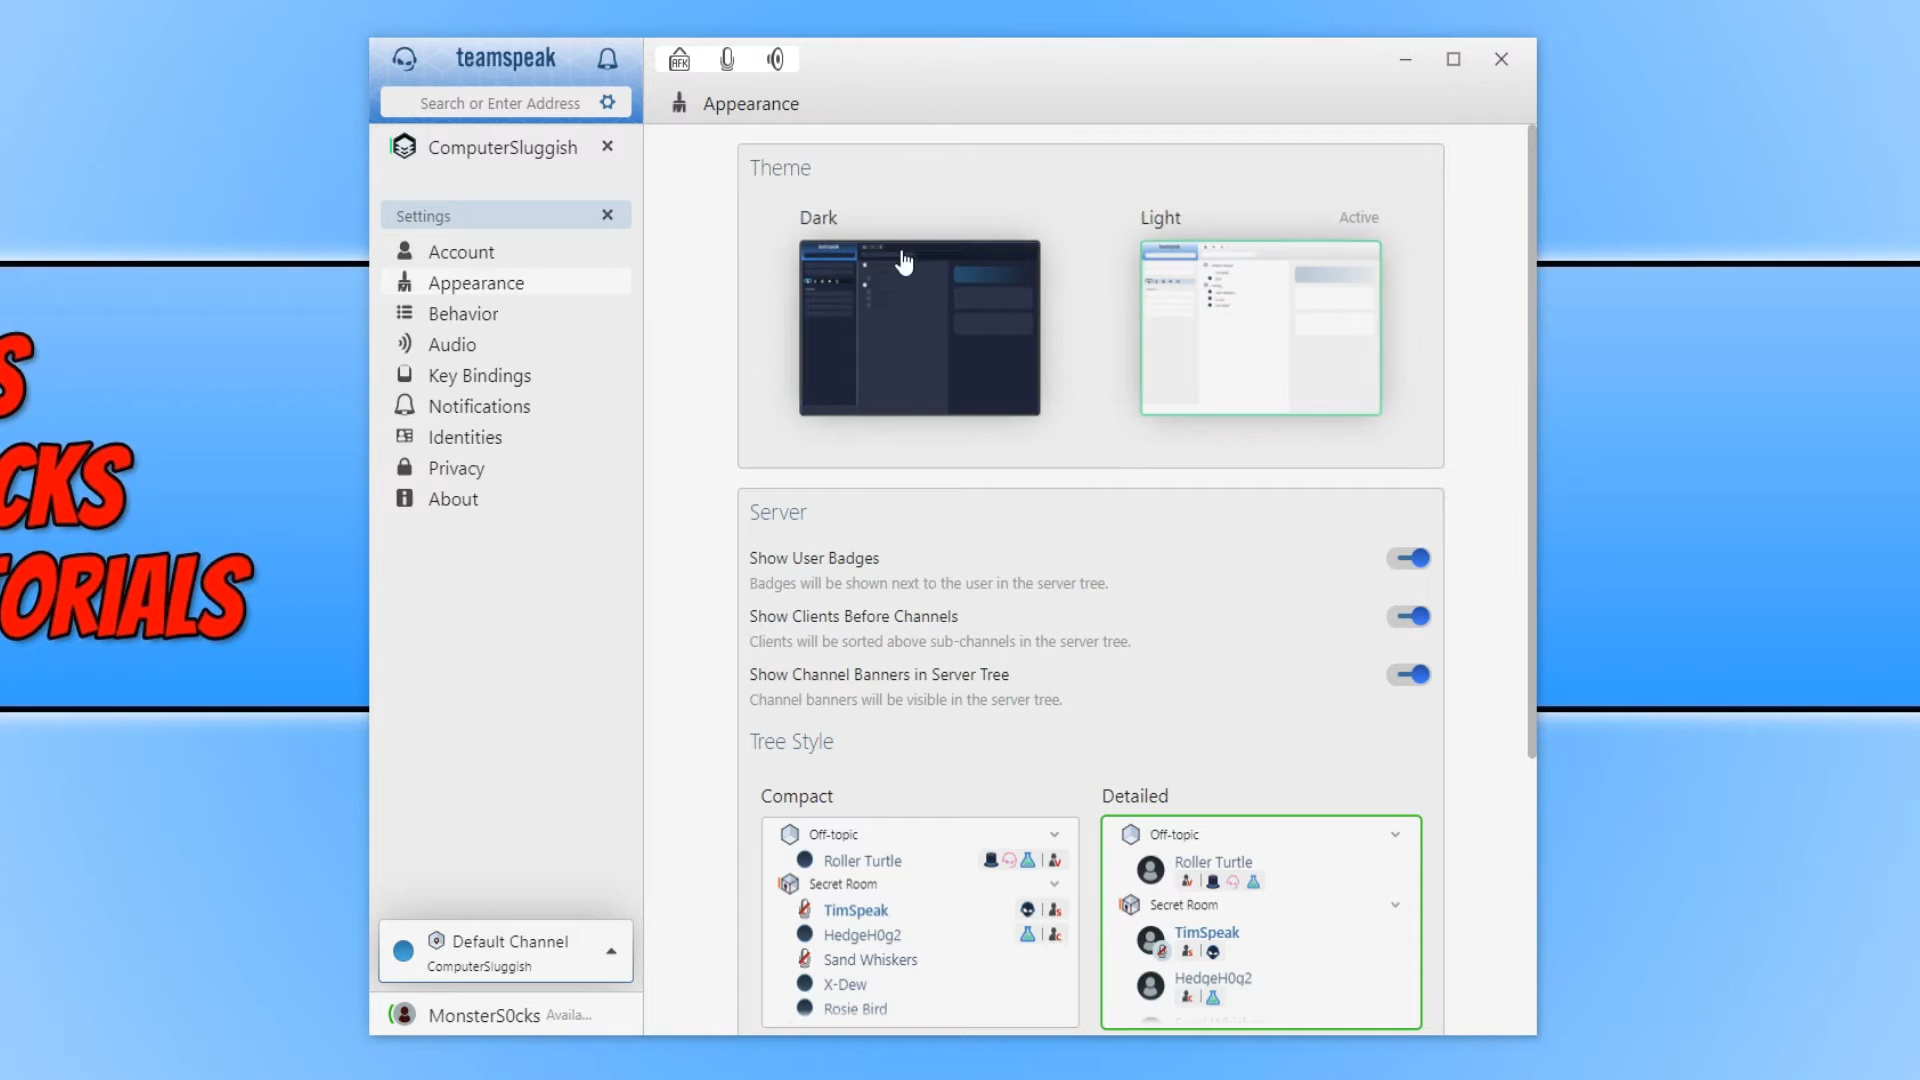 teamspeak
AFK
Search or Enter Address
Appearance
ComputerSluggish
Settings
Account
Appearance
Behavior
Audio
Key Bindings
Notifications
Identities
Privacy
About
Default Channel
ComputerSluggish
MonsterS0cks Availa...
Theme
Dark
Light Active
Server
Show User Badges
Badges will be shown next to the user in the server tree.
Show Clients Before Channels
Clients will be sorted above sub-channels in the server tree.
Show Channel Banners in Server Tree
Channel banners will be visible in the server tree.
Tree Style
Compact
Off-topic
Roller Turtle
Secret Room
TimSpeak
HedgeH0g2
Sand Whiskers
X-Dew
Rosie Bird
Detailed
Off-topic
Roller Turtle
Secret Room
TimSpeak
HedgeH0g2
S
CKS
TORIALS